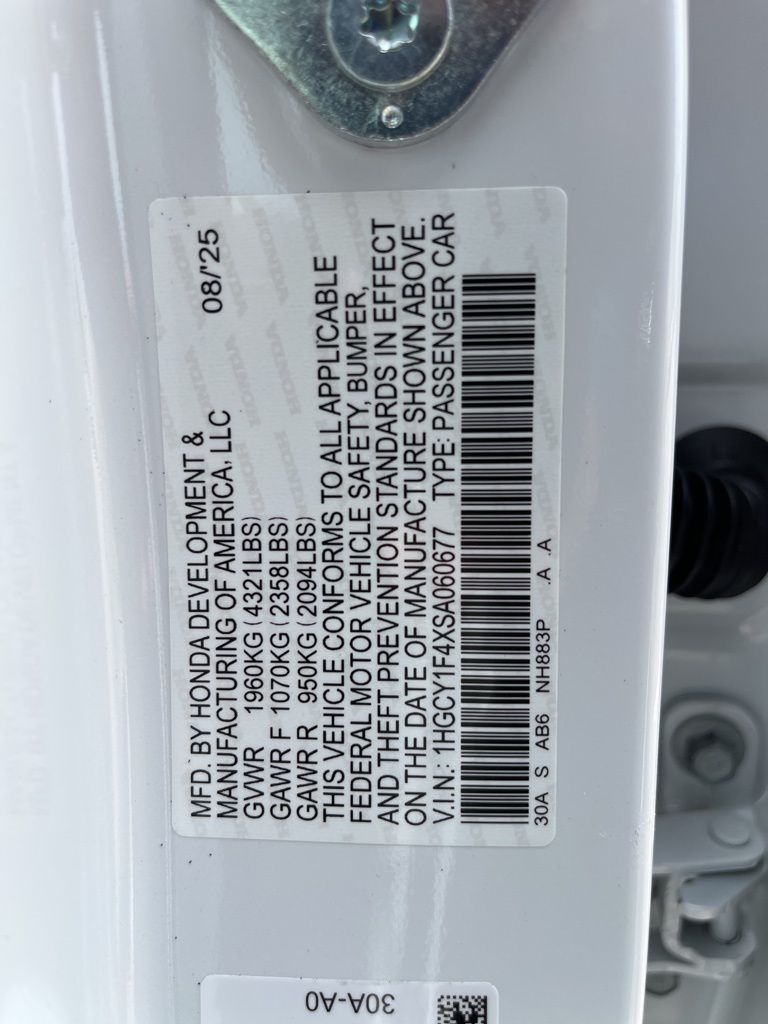 MFD. BY HONDA DEVELOPMENT & 08/'25
MANUFACTURING OF AMERICA, LLC
GVWR 1960KG (4321LBS)
GAWR F 1070KG (2358LBS)
GAWR R 950KG (2094LBS)
THIS VEHICLE CONFORMS TO ALL APPLICABLE
FEDERAL MOTOR VEHICLE SAFETY, BUMPER,
AND THEFT PREVENTION STANDARDS IN EFFECT
ON THE DATE OF MANUFACTURE SHOWN ABOVE.
V.I.N.: 1HGCY1F4XSA060677 TYPE: PASSENGER CAR
30A S AB6 NH883P .A .A
30A-A0